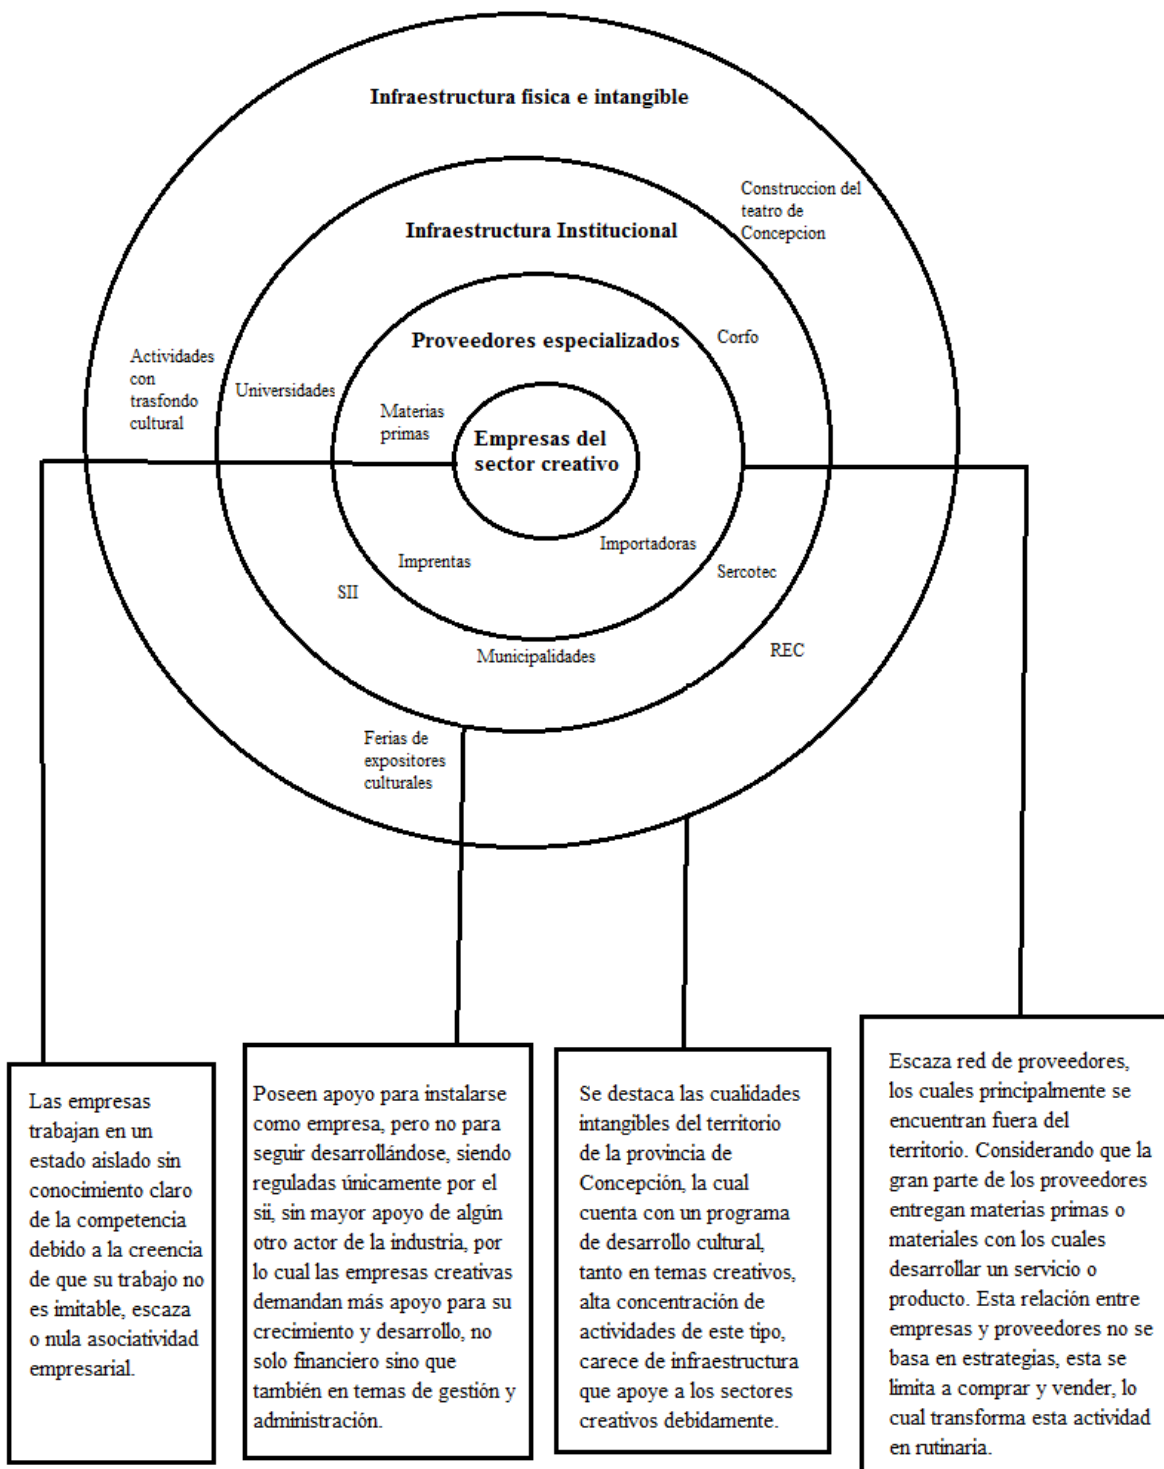 Infraestructura fisica e intangible
Construccion del
teatro de
Concepcion
Infraestructura Institucional
Proveedores especializados
Corfo
Actividades
con
trasfondo
cultural
Universidades
Materias
primas
Empresas del
sector creativo
Importadoras
Imprentas
Sercotec
SII
Municipalidades
REC
Ferias de
expositores
culturales
Las empresas
trabajan en un
estado aislado sin
conocimiento claro
de la competencia
debido a la creencia
de que su trabajo no
es imitable, escaza
o nula asociatividad
empresarial.
Poseen apoyo para instalarse
como empresa, pero no para
seguir desarrollándose, siendo
reguladas únicamente por el
sii, sin mayor apoyo de algún
otro actor de la industria, por
lo cual las empresas creativas
demandan más apoyo para su
crecimiento y desarrollo, no
solo financiero sino que
también en temas de gestión y
administración.
Se destaca las cualidades
intangibles del territorio
de la provincia de
Concepción, la cual
cuenta con un programa
de desarrollo cultural,
tanto en temas creativos,
alta concentración de
actividades de este tipo,
carece de infraestructura
que apoye a los sectores
creativos debidamente.
Escaza red de proveedores,
los cuales principalmente se
encuentran fuera del
territorio. Considerando que la
gran parte de los proveedores
entregan materias primas o
materiales con los cuales
desarrollar un servicio o
producto. Esta relación entre
empresas y proveedores no se
basa en estrategias, esta se
limita a comprar y vender, lo
cual transforma esta actividad
en rutinaria.